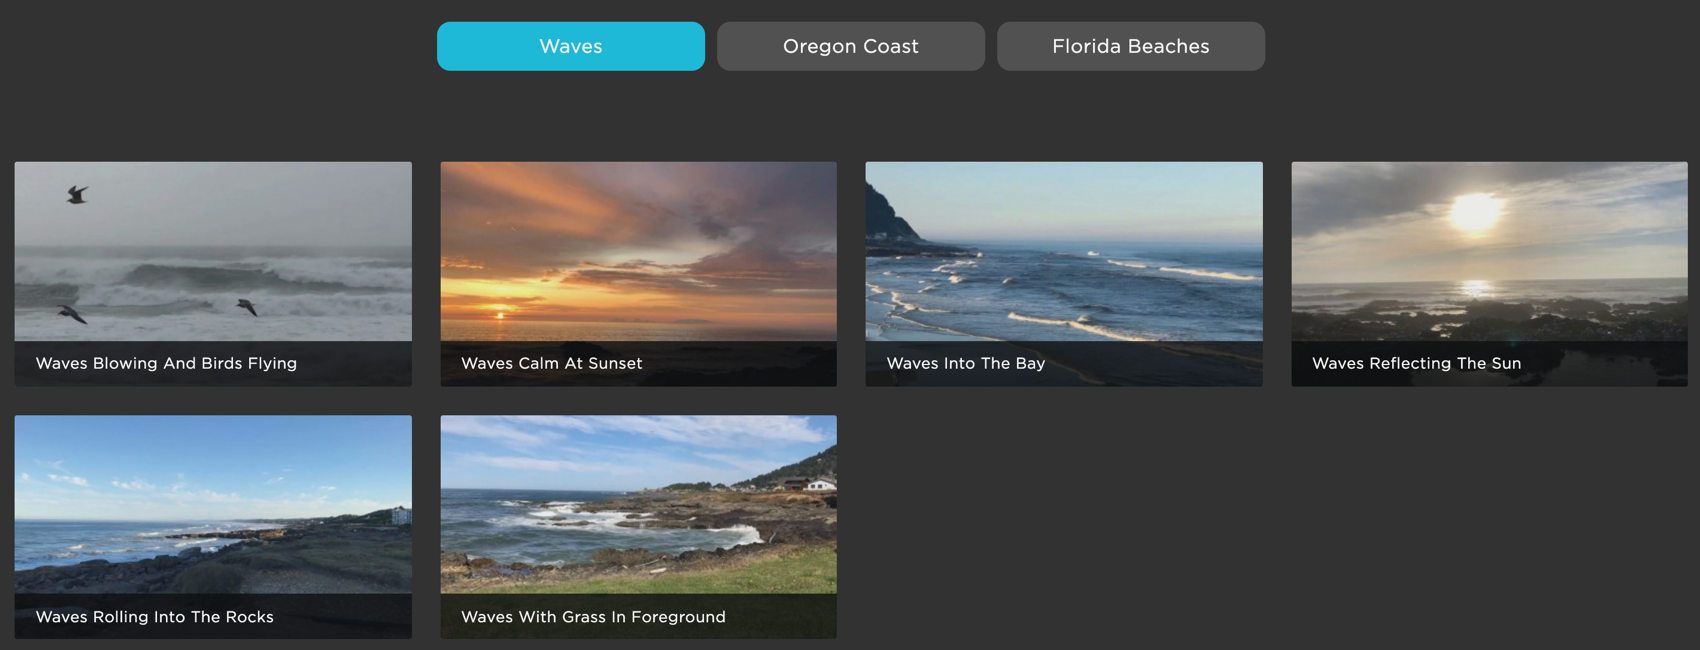 Waves
Oregon Coast
Florida Beaches
Waves Blowing And Birds Flying
Waves Calm At Sunset
Waves Into The Bay
Waves Reflecting The Sun
Waves Rolling Into The Rocks
Waves With Grass In Foreground